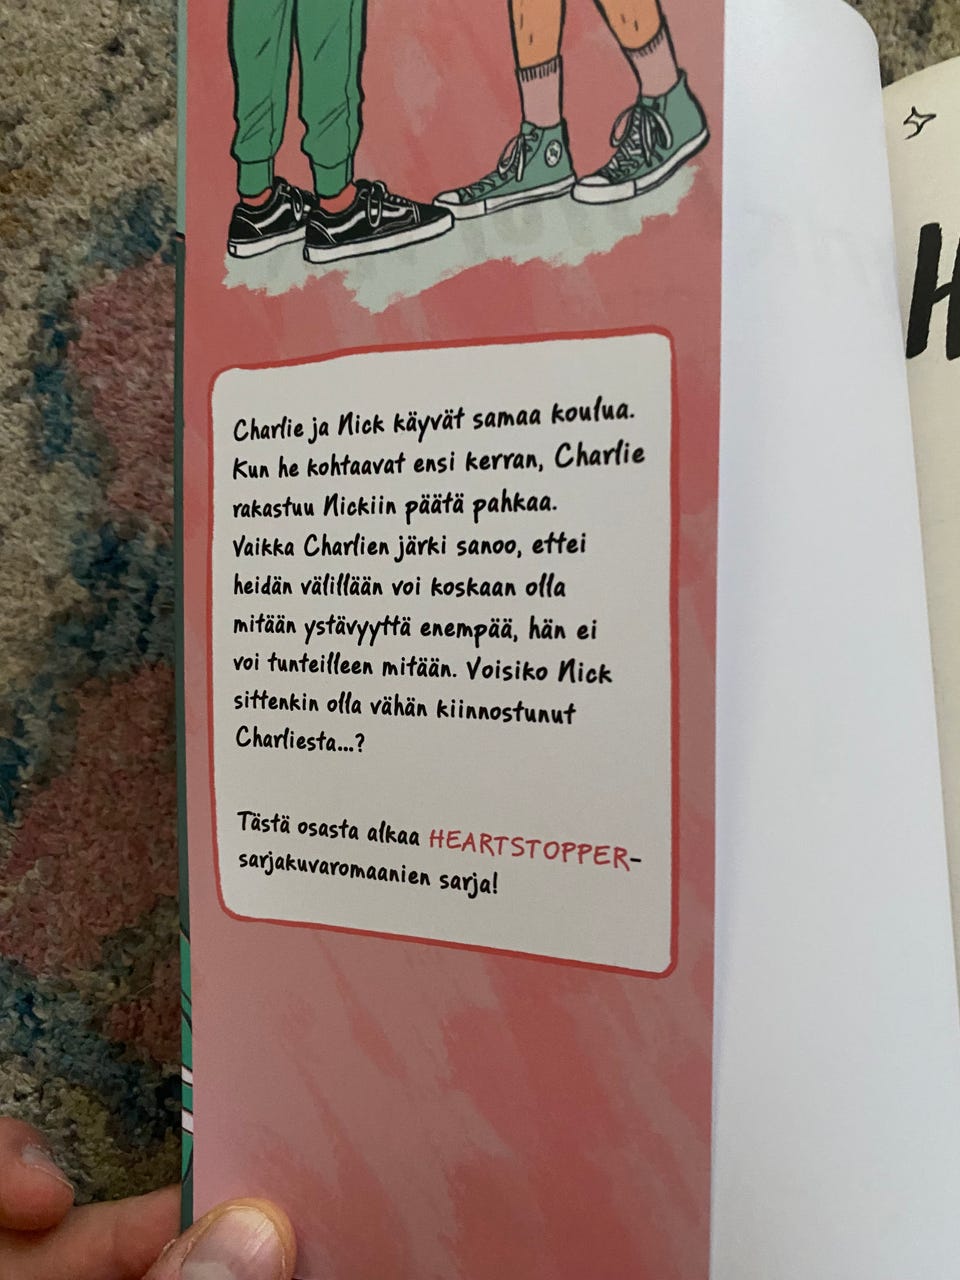 Charlie ja Nick käyvät samaa koulua.
Kun he kohtaavat ensi kerran, Charlie
rakastuu Nickiin päätä pahkaa.
Vaikka Charlien järki sanoo, ettei
heidän välillään voi koskaan olla
mitään ystävyyttä enempää, hän ei
voi tunteilleen mitään. Voisiko Nick
sittenkin olla vähän kiinnostunut
Charliesta...?
Tästä osasta alkaa HEARTSTOPPER-
sarjakuvaromaanien sarja!
H